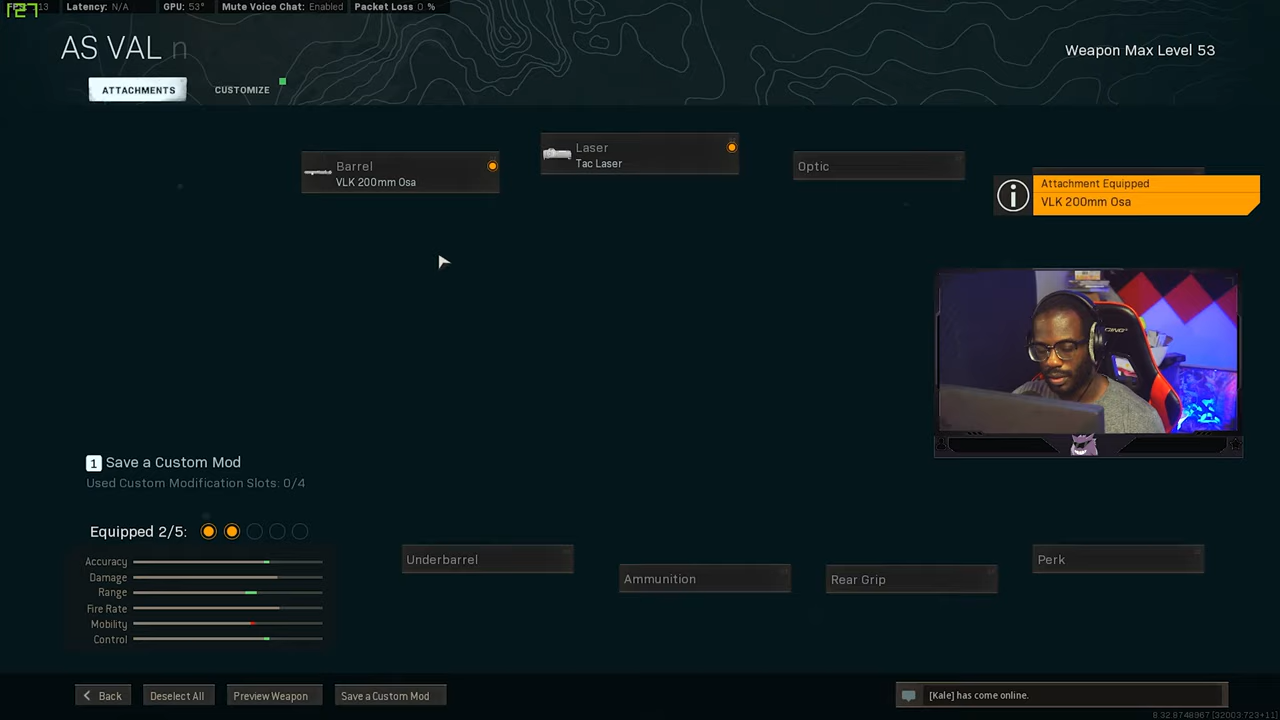 127
Latency: N/A GPU: 53° Mute Voice Chat: Enabled Packet Loss 0 %
AS VAL
Weapon Max Level 53
ATTACHMENTS CUSTOMIZE
Barrel
VLK 200mm Osa
Laser
Tac Laser
Optic
Attachment Equipped
VLK 200mm Osa
1 Save a Custom Mod
Used Custom Modification Slots: 0/4
Equipped 2/5:
Accuracy
Damage
Range
Fire Rate
Mobility
Control
Underbarrel
Ammunition
Rear Grip
Perk
Back Deselect All Preview Weapon Save a Custom Mod
[Kale] has come online.